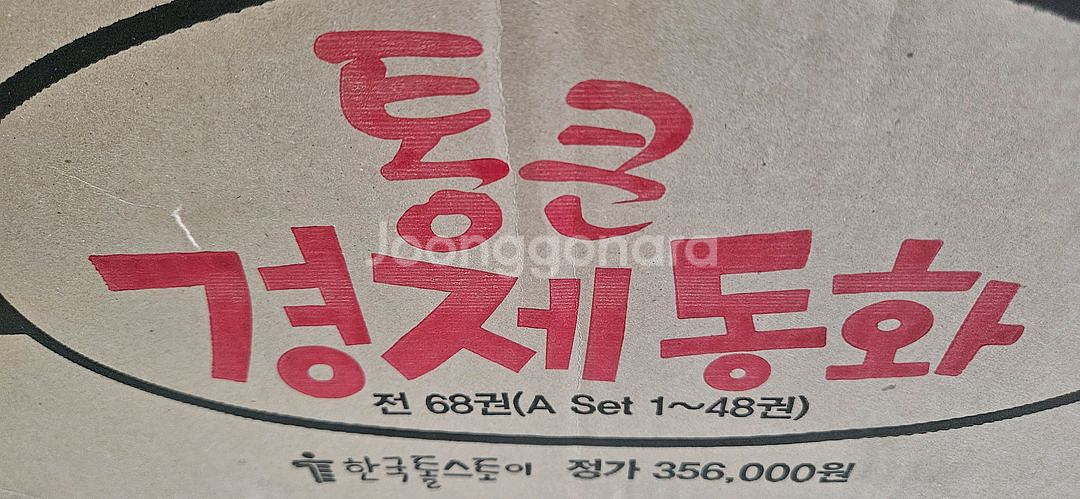 통큰
경제동화
Joonggonara
전 68권(A Set 1~48권)
한국톨스토이 정가 356,000원